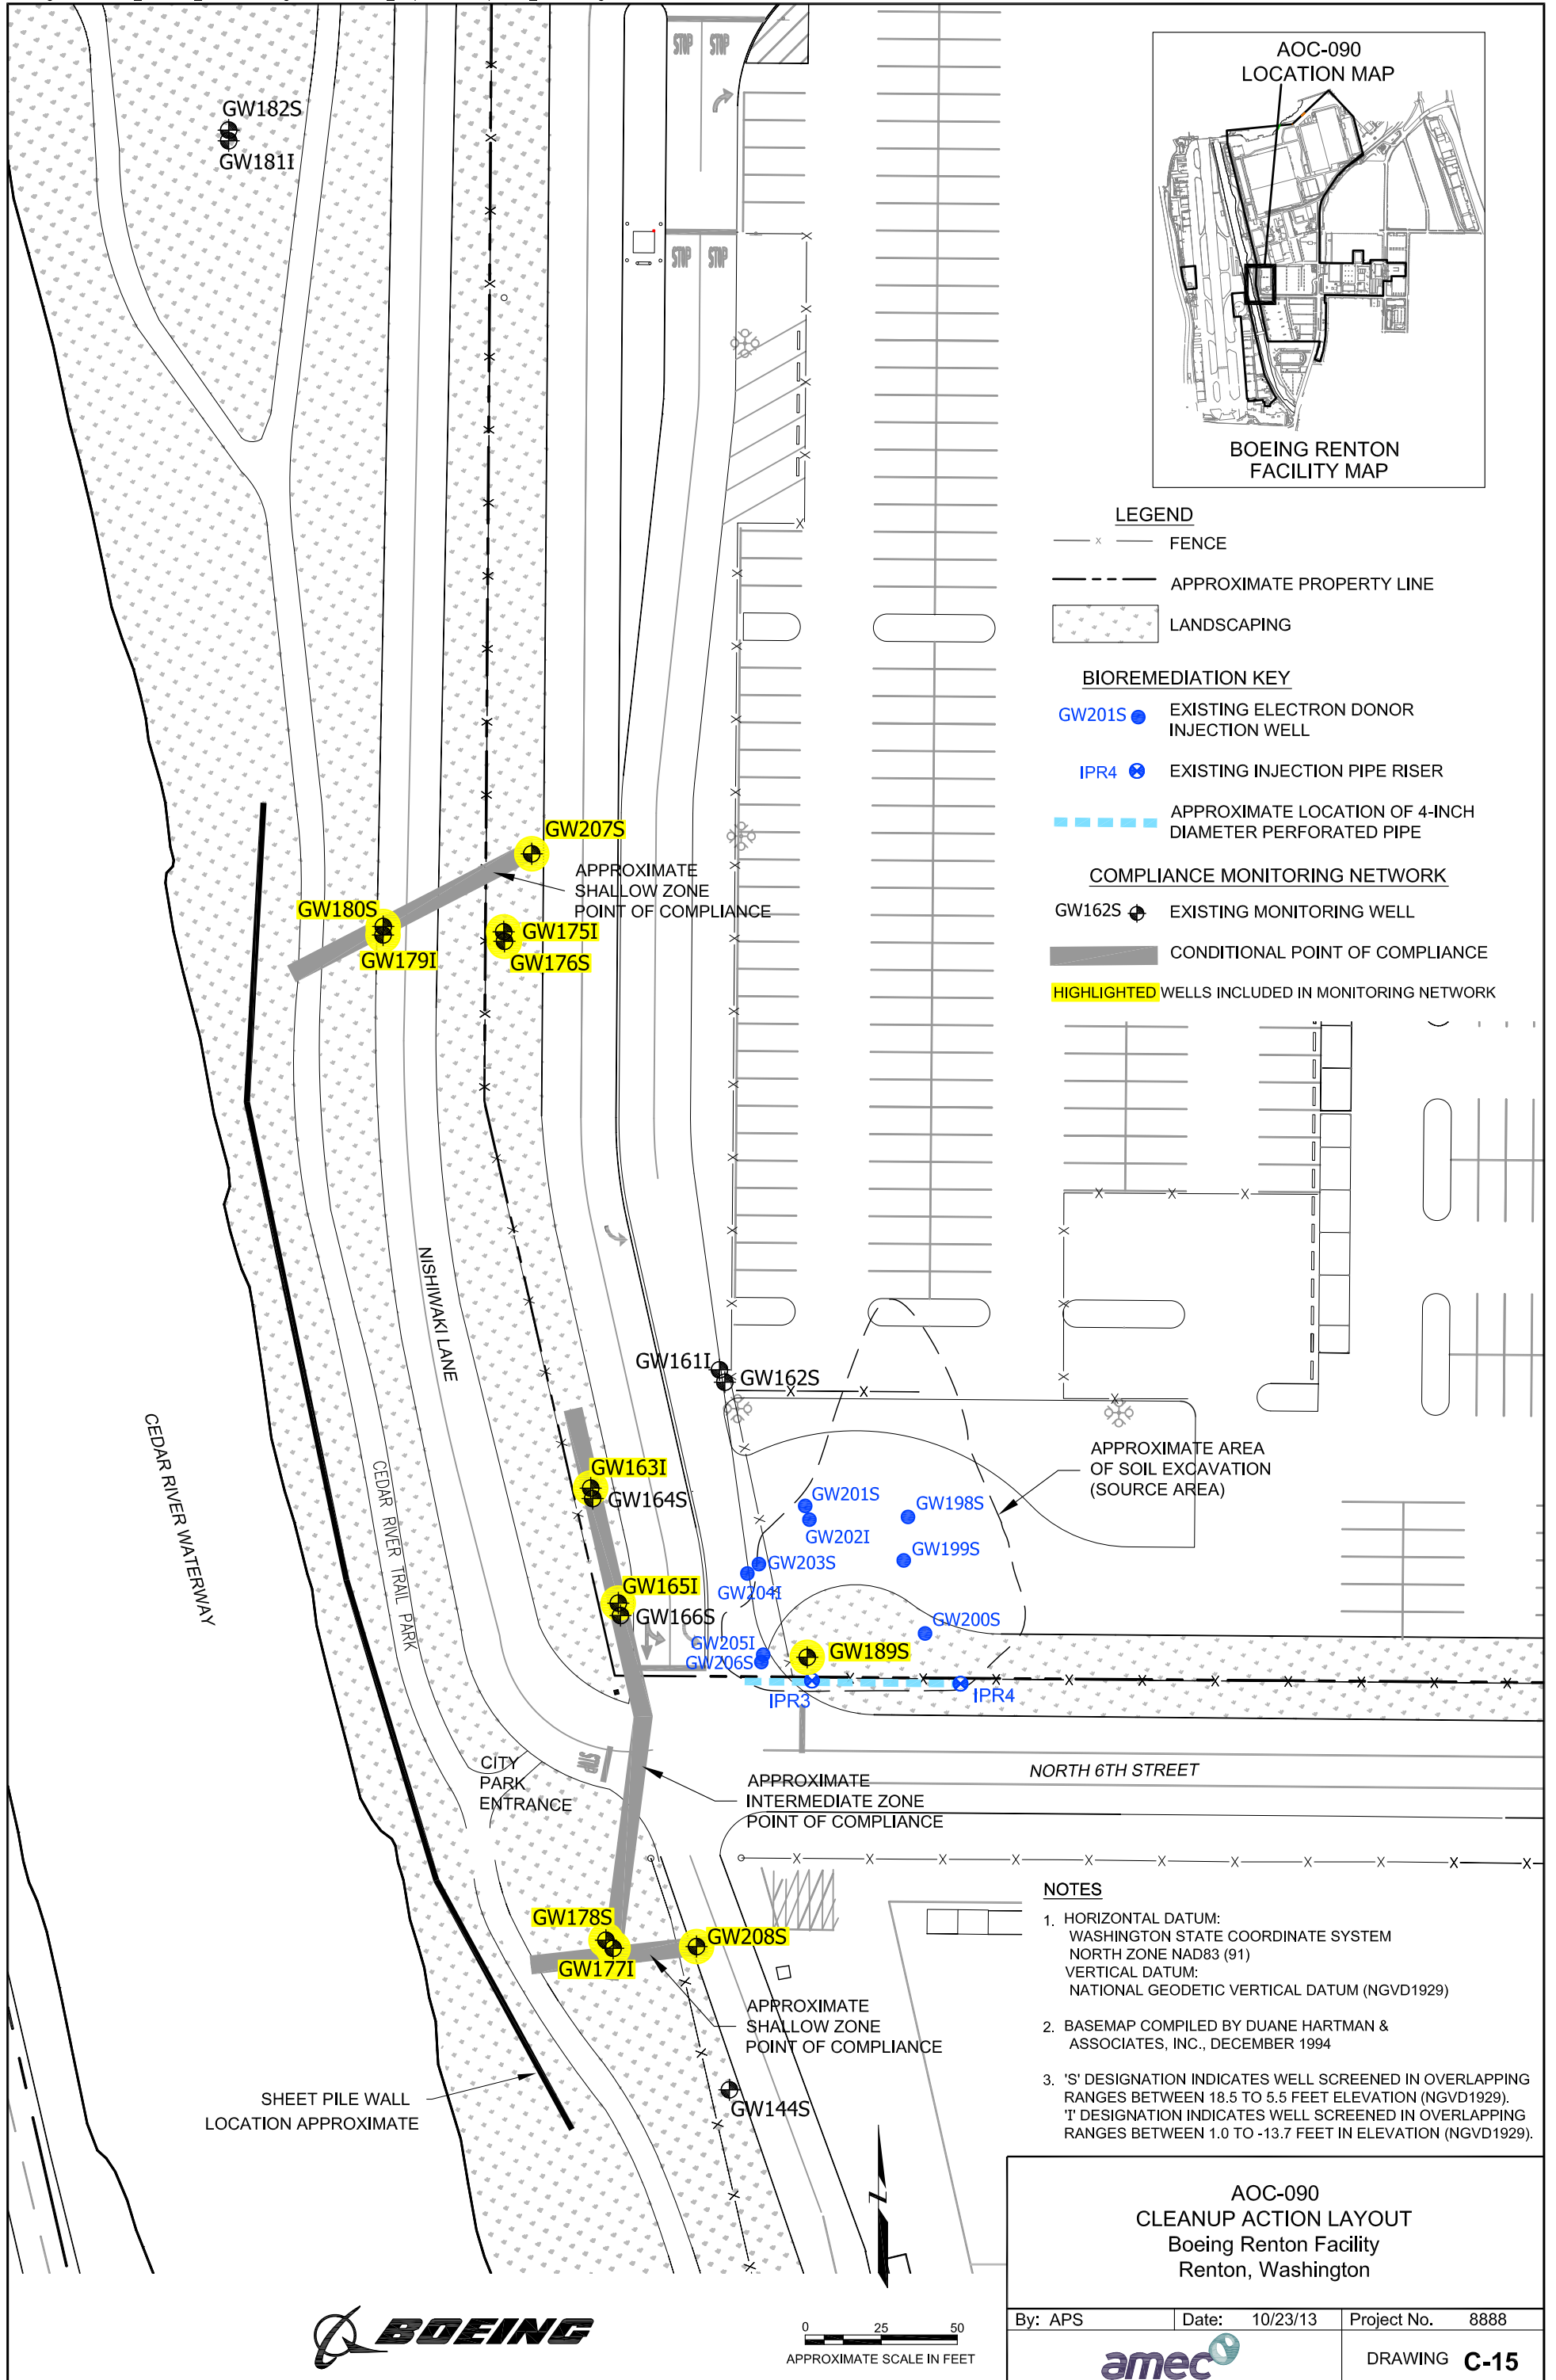 STOP
STOP
STOP
STOP
GW182S
GW181I
AOC-090
LOCATION MAP
BOEING RENTON
FACILITY MAP
LEGEND
x FENCE
APPROXIMATE PROPERTY LINE
LANDSCAPING
BIOREMEDIATION KEY
GW201S EXISTING ELECTRON DONOR
INJECTION WELL
IPR4 EXISTING INJECTION PIPE RISER
APPROXIMATE LOCATION OF 4-INCH
DIAMETER PERFORATED PIPE
COMPLIANCE MONITORING NETWORK
GW162S EXISTING MONITORING WELL
CONDITIONAL POINT OF COMPLIANCE
HIGHLIGHTED WELLS INCLUDED IN MONITORING NETWORK
GW207S
APPROXIMATE
SHALLOW ZONE
POINT OF COMPLIANCE
GW180S
GW179I
GW175I
GW176S
NISHIWAKI LANE
CEDAR RIVER WATERWAY
CEDAR RIVER TRAIL PARK
GW161I
GW162S
GW163I
GW164S
GW165I
GW166S
APPROXIMATE AREA
OF SOIL EXCAVATION
(SOURCE AREA)
GW201S
GW202I
GW198S
GW199S
GW203S
GW204I
GW200S
GW205I
GW206S
GW189S
IPR3
IPR4
CITY
PARK
ENTRANCE
STOP
NORTH 6TH STREET
APPROXIMATE
INTERMEDIATE ZONE
POINT OF COMPLIANCE
GW178S
GW177I
GW208S
APPROXIMATE
SHALLOW ZONE
POINT OF COMPLIANCE
GW144S
SHEET PILE WALL
LOCATION APPROXIMATE
NOTES
1. HORIZONTAL DATUM:
WASHINGTON STATE COORDINATE SYSTEM
NORTH ZONE NAD83 (91)
VERTICAL DATUM:
NATIONAL GEODETIC VERTICAL DATUM (NGVD1929)
2. BASEMAP COMPILED BY DUANE HARTMAN &
ASSOCIATES, INC., DECEMBER 1994
3. 'S' DESIGNATION INDICATES WELL SCREENED IN OVERLAPPING
RANGES BETWEEN 18.5 TO 5.5 FEET ELEVATION (NGVD1929).
'I' DESIGNATION INDICATES WELL SCREENED IN OVERLAPPING
RANGES BETWEEN 1.0 TO -13.7 FEET IN ELEVATION (NGVD1929).
N
AOC-090
CLEANUP ACTION LAYOUT
Boeing Renton Facility
Renton, Washington
By: APS Date: 10/23/13 Project No. 8888
amec
DRAWING C-15
BOEING
0 25 50
APPROXIMATE SCALE IN FEET